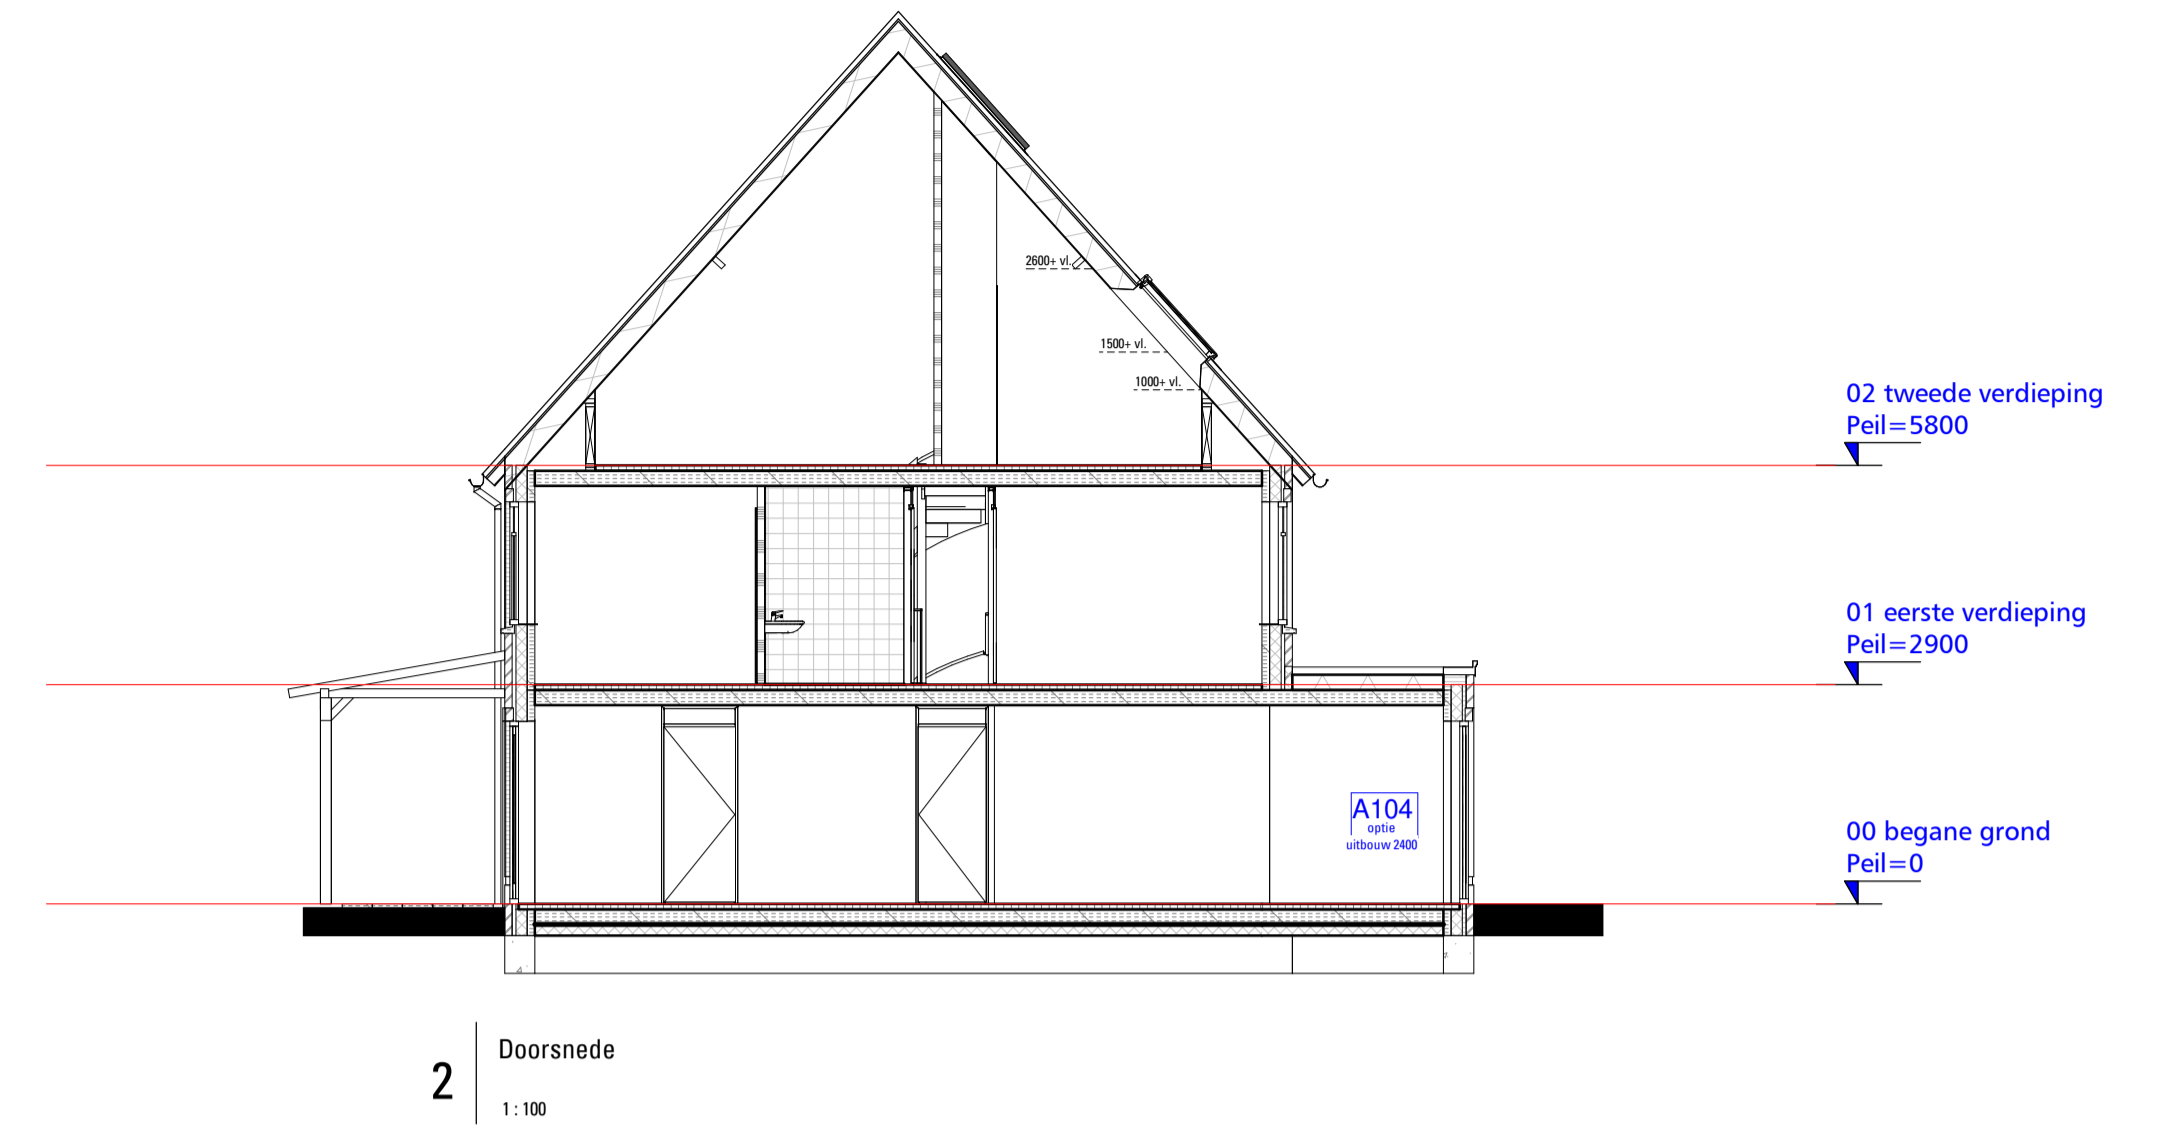 2600+ vl.
1500+ vl.
1000+ vl.
02 tweede verdieping
Peil=5800
01 eerste verdieping
Peil=2900
A104
optie
uitbouw 2400
00 begane grond
Peil=0
2
Doorsnede
1 : 100